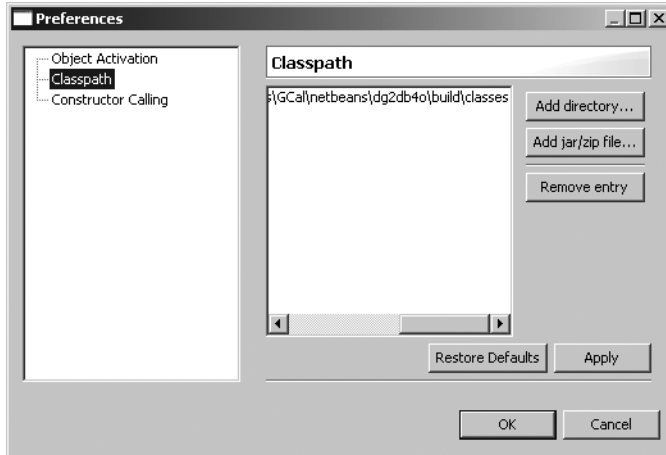 Preferences
Object Activation
Classpath
Constructor Calling
Classpath
s\GCal\netbeans\dg2db4o\build\classes
Add directory...
Add jar/zip file...
Remove entry
Restore Defaults
Apply
OK
Cancel